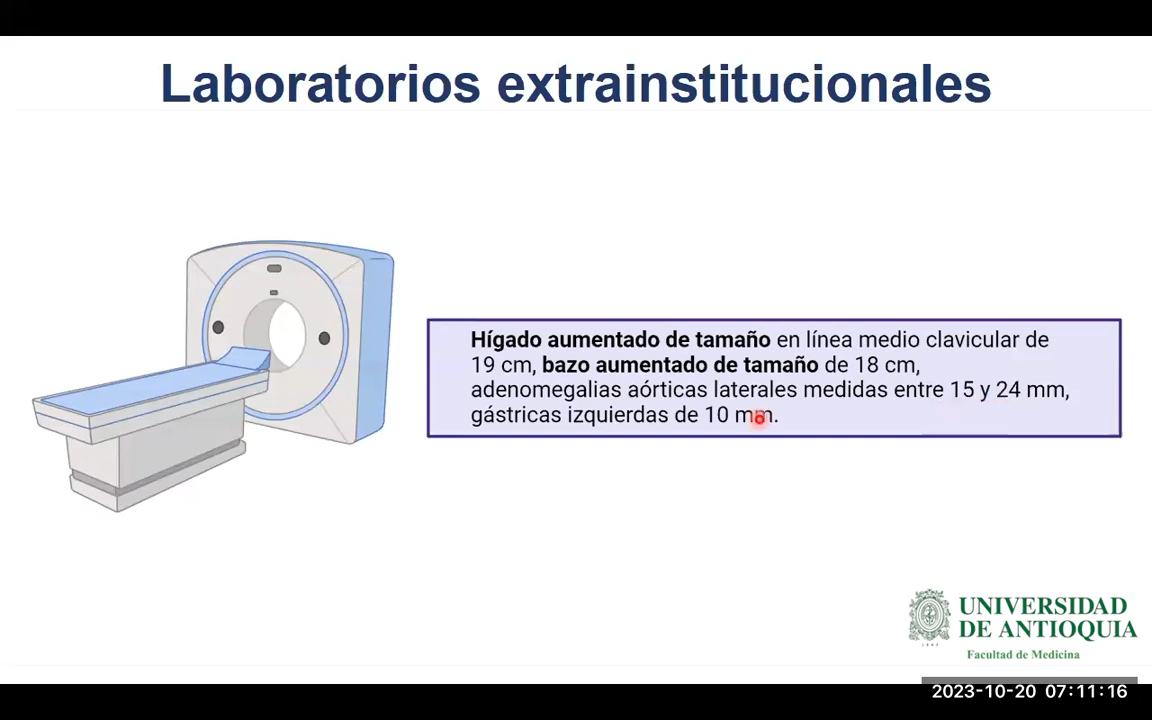 Laboratorios extrainstitucionales
Hígado aumentado de tamaño en línea medio clavicular de
19 cm, bazo aumentado de tamaño de 18 cm,
adenomegalias aórticas laterales medidas entre 15 y 24 mm,
gástricas izquierdas de 10 mm.
UNIVERSIDAD
DE ANTIOQUIA
Facultad de Medicina
2023-10-20 07:11:16